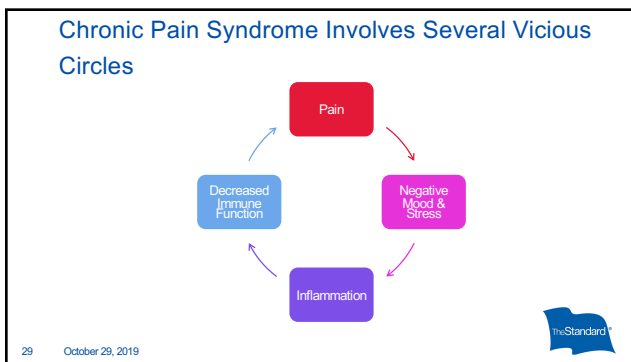 Chronic Pain Syndrome Involves Several Vicious
Circles
Pain
Decreased
Immune
Function
Negative
Mood &
Stress
Inflammation
TheStandard®
29 October 29, 2019